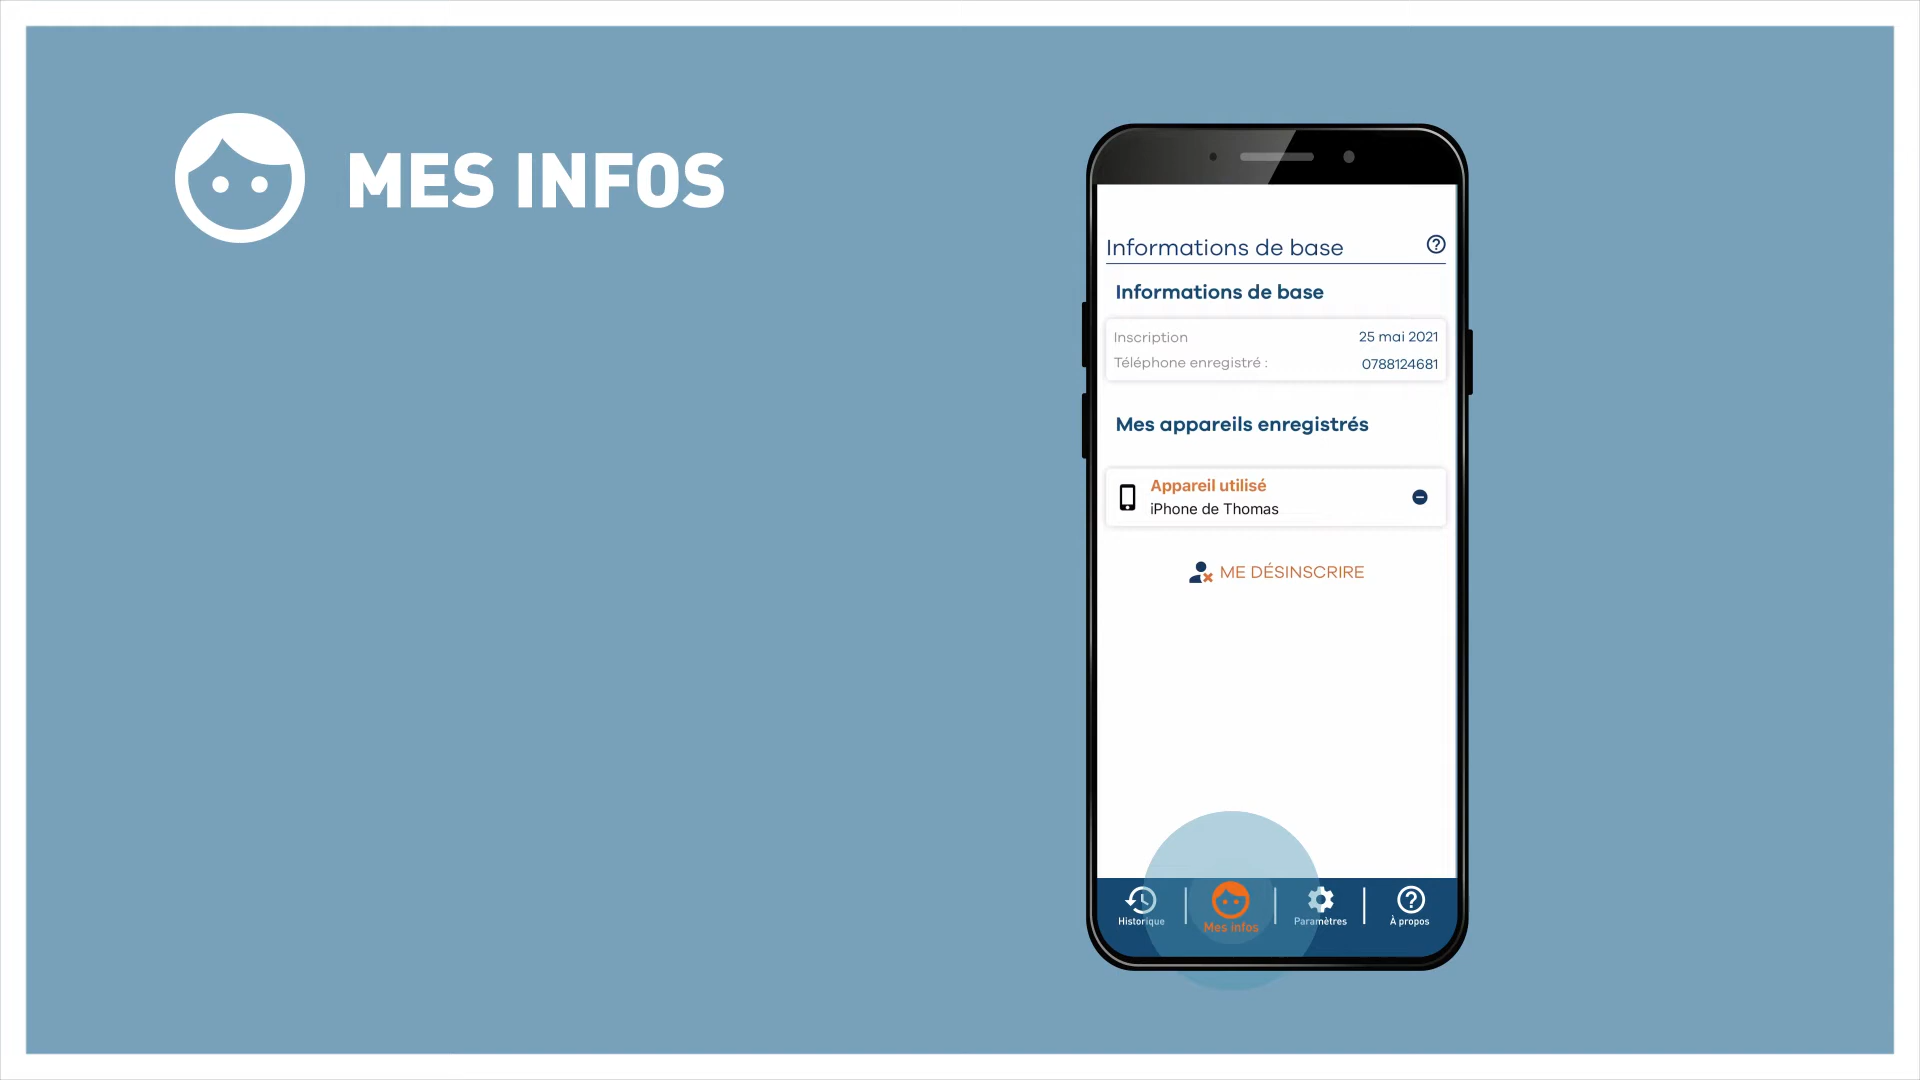 MES INFOS
Informations de base
Informations de base
Inscription 25 mai 2021
Téléphone enregistré : 0788124681
Mes appareils enregistrés
Appareil utilisé
iPhone de Thomas
ME DÉSINSCRIRE
Historique Mes infos Paramètres À propos